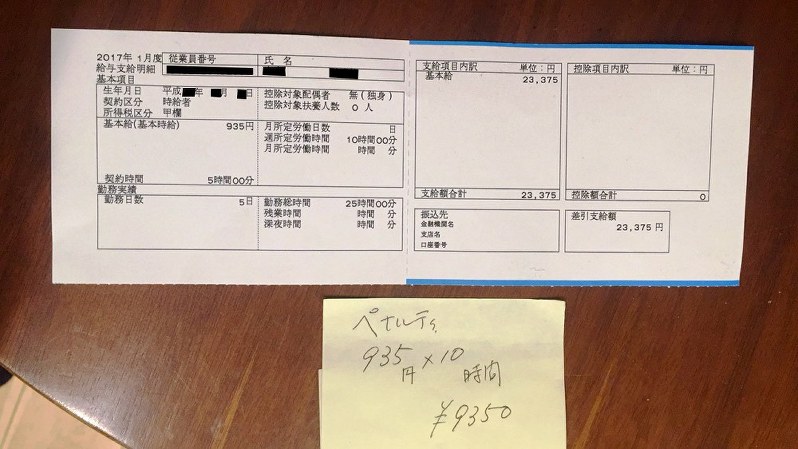 2017年 1月度
給与支給明細
従業員番号
氏 名
基本項目
生年月日 平成 年 月 日
契約区分 時給者
所得税区分 甲欄
控除対象配偶者 無(独身)
控除対象扶養人数 0 人
基本給(基本時給) 935円
契約時間 5時間00分
月所定労働日数 日
週所定労働時間 10時間00分
月所定労働時間 時間 分
勤務実績
勤務日数 5日
勤務総時間 25時間00分
残業時間 時間 分
深夜時間 時間 分
支給項目内訳 単位:円
基本給 23,375
支給額合計 23,375
控除項目内訳 単位:円
控除額合計 0
振込先
金融機関名
支店名
口座番号
差引支給額
23,375 円
ペナルティ
935円×10時間
¥9350